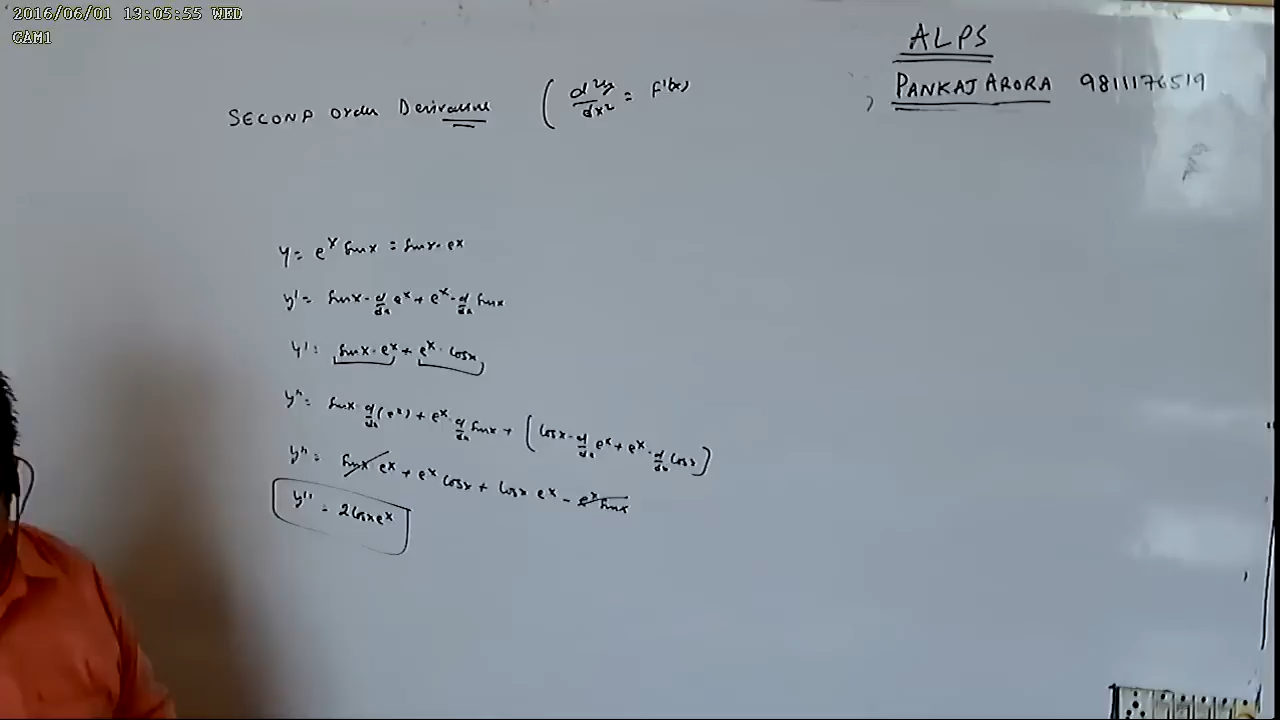 2016/06/01 13:05:55 WED
CAM1
ALPS
PANKAJ ARORA 9811176519
SECOND Order Derivative ( d²y/dx² = f'(x)
y = e^x sinx = sinx · e^x
y' = sinx · d/dx e^x + e^x · d/dx sinx
y' = sinx · e^x + e^x · cosx
y'' = sinx · d/dx (e^x) + e^x · d/dx sinx + [cosx · d/dx e^x + e^x · d/dx cosx]
y'' = sinx e^x + e^x cosx + cosx e^x - e^x sinx
y'' = 2cosxe^x